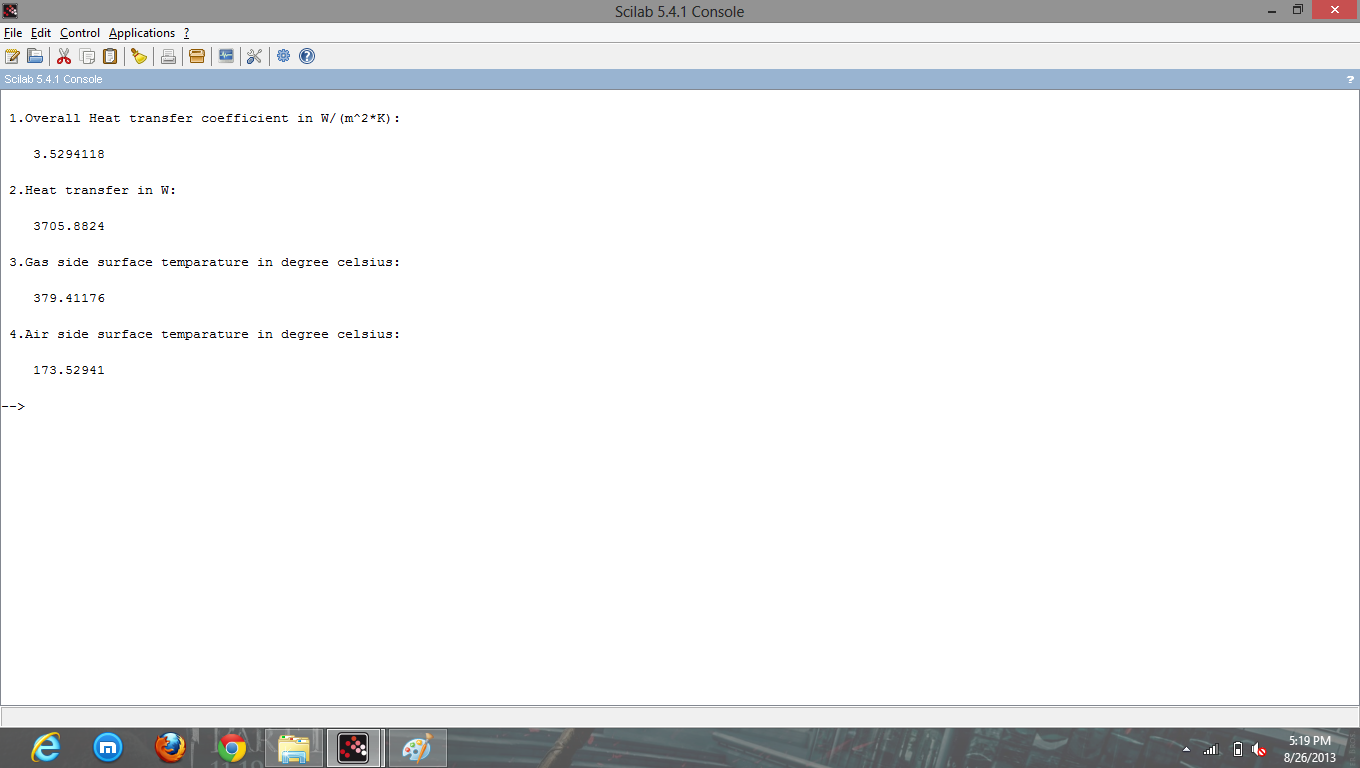 Scilab 5.4.1 Console
File Edit Control Applications ?
Scilab 5.4.1 Console ?
1.Overall Heat transfer coefficient in W/(m^2*K):
3.5294118
2.Heat transfer in W:
3705.8824
3.Gas side surface temparature in degree celsius:
379.41176
4.Air side surface temparature in degree celsius:
173.52941
-->
5:19 PM
8/26/2013